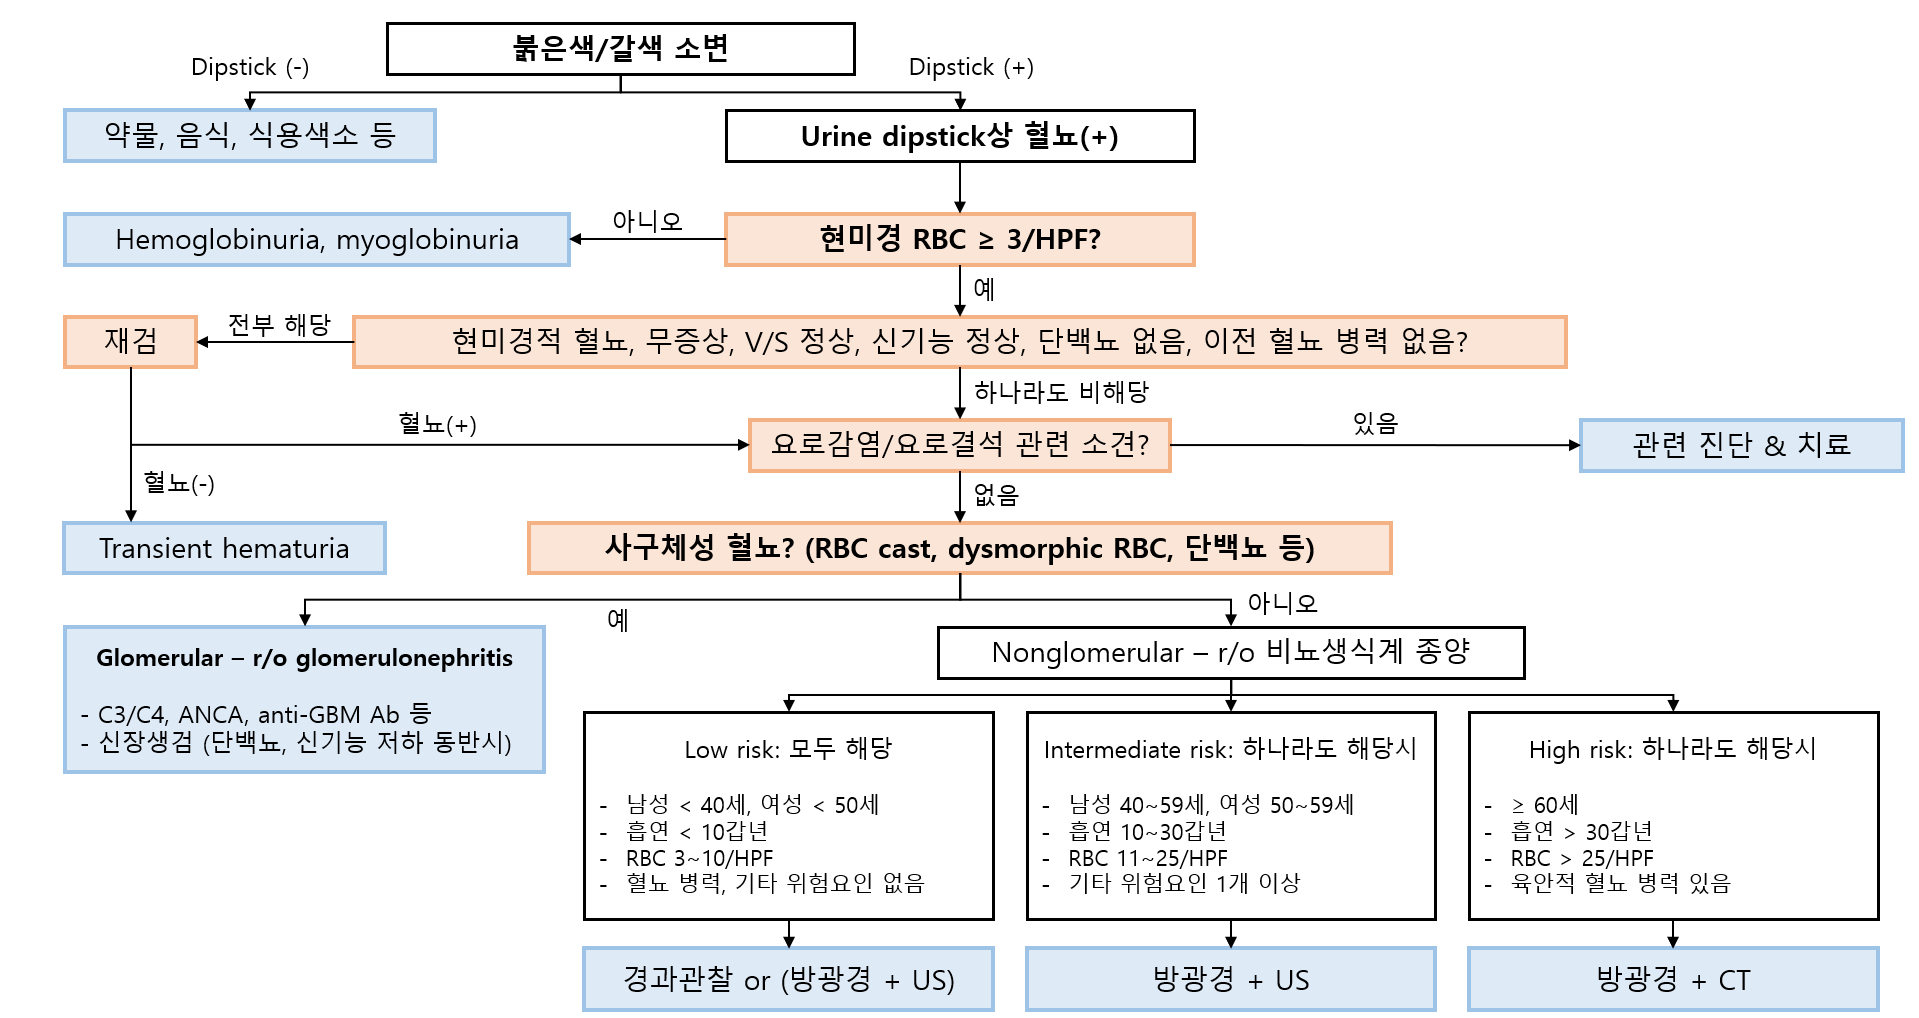 붉은색/갈색 소변
Dipstick (-)
Dipstick (+)
약물, 음식, 식용색소 등
Urine dipstick상 혈뇨(+)
Hemoglobinuria, myoglobinuria
아니오
현미경 RBC ≥ 3/HPF?
예
재검
전부 해당
현미경적 혈뇨, 무증상, V/S 정상, 신기능 정상, 단백뇨 없음, 이전 혈뇨 병력 없음?
하나라도 비해당
혈뇨(+)
요로감염/요로결석 관련 소견?
있음
관련 진단 & 치료
혈뇨(-)
없음
Transient hematuria
사구체성 혈뇨? (RBC cast, dysmorphic RBC, 단백뇨 등)
예
아니오
Glomerular – r/o glomerulonephritis
- C3/C4, ANCA, anti-GBM Ab 등
- 신장생검 (단백뇨, 신기능 저하 동반시)
Nonglomerular – r/o 비뇨생식계 종양
Low risk: 모두 해당
- 남성 < 40세, 여성 < 50세
- 흡연 < 10갑년
- RBC 3~10/HPF
- 혈뇨 병력, 기타 위험요인 없음
Intermediate risk: 하나라도 해당시
- 남성 40~59세, 여성 50~59세
- 흡연 10~30갑년
- RBC 11~25/HPF
- 기타 위험요인 1개 이상
High risk: 하나라도 해당시
- ≥ 60세
- 흡연 > 30갑년
- RBC > 25/HPF
- 육안적 혈뇨 병력 있음
경과관찰 or (방광경 + US)
방광경 + US
방광경 + CT